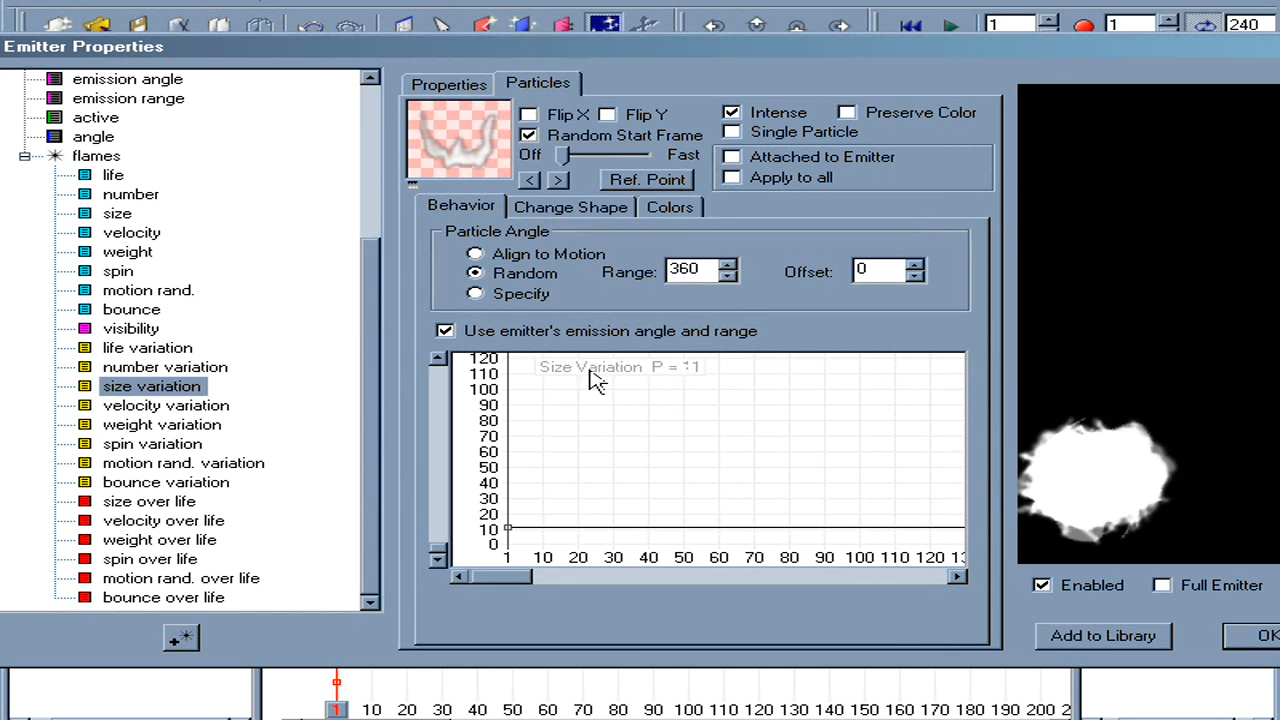 1
1
240
Emitter Properties
emission angle
emission range
active
angle
flames
life
number
size
velocity
weight
spin
motion rand.
bounce
visibility
life variation
number variation
size variation
velocity variation
weight variation
spin variation
motion rand. variation
bounce variation
size over life
velocity over life
weight over life
spin over life
motion rand. over life
bounce over life
Properties
Particles
Flip X
Flip Y
Random Start Frame
Off
Fast
<
>
Ref. Point
Intense
Preserve Color
Single Particle
Attached to Emitter
Apply to all
Behavior
Change Shape
Colors
Particle Angle
Align to Motion
Random
Range:
360
Offset:
0
Specify
Use emitter's emission angle and range
Size Variation P = 11
120
110
100
90
80
70
60
50
40
30
20
10
0
1 10 20 30 40 50 60 70 80 90 100 110 120
Enabled
Full Emitter
Add to Library
OK
1 10 20 30 40 50 60 70 80 90 100 110 120 130 140 150 160 170 180 190 200 2